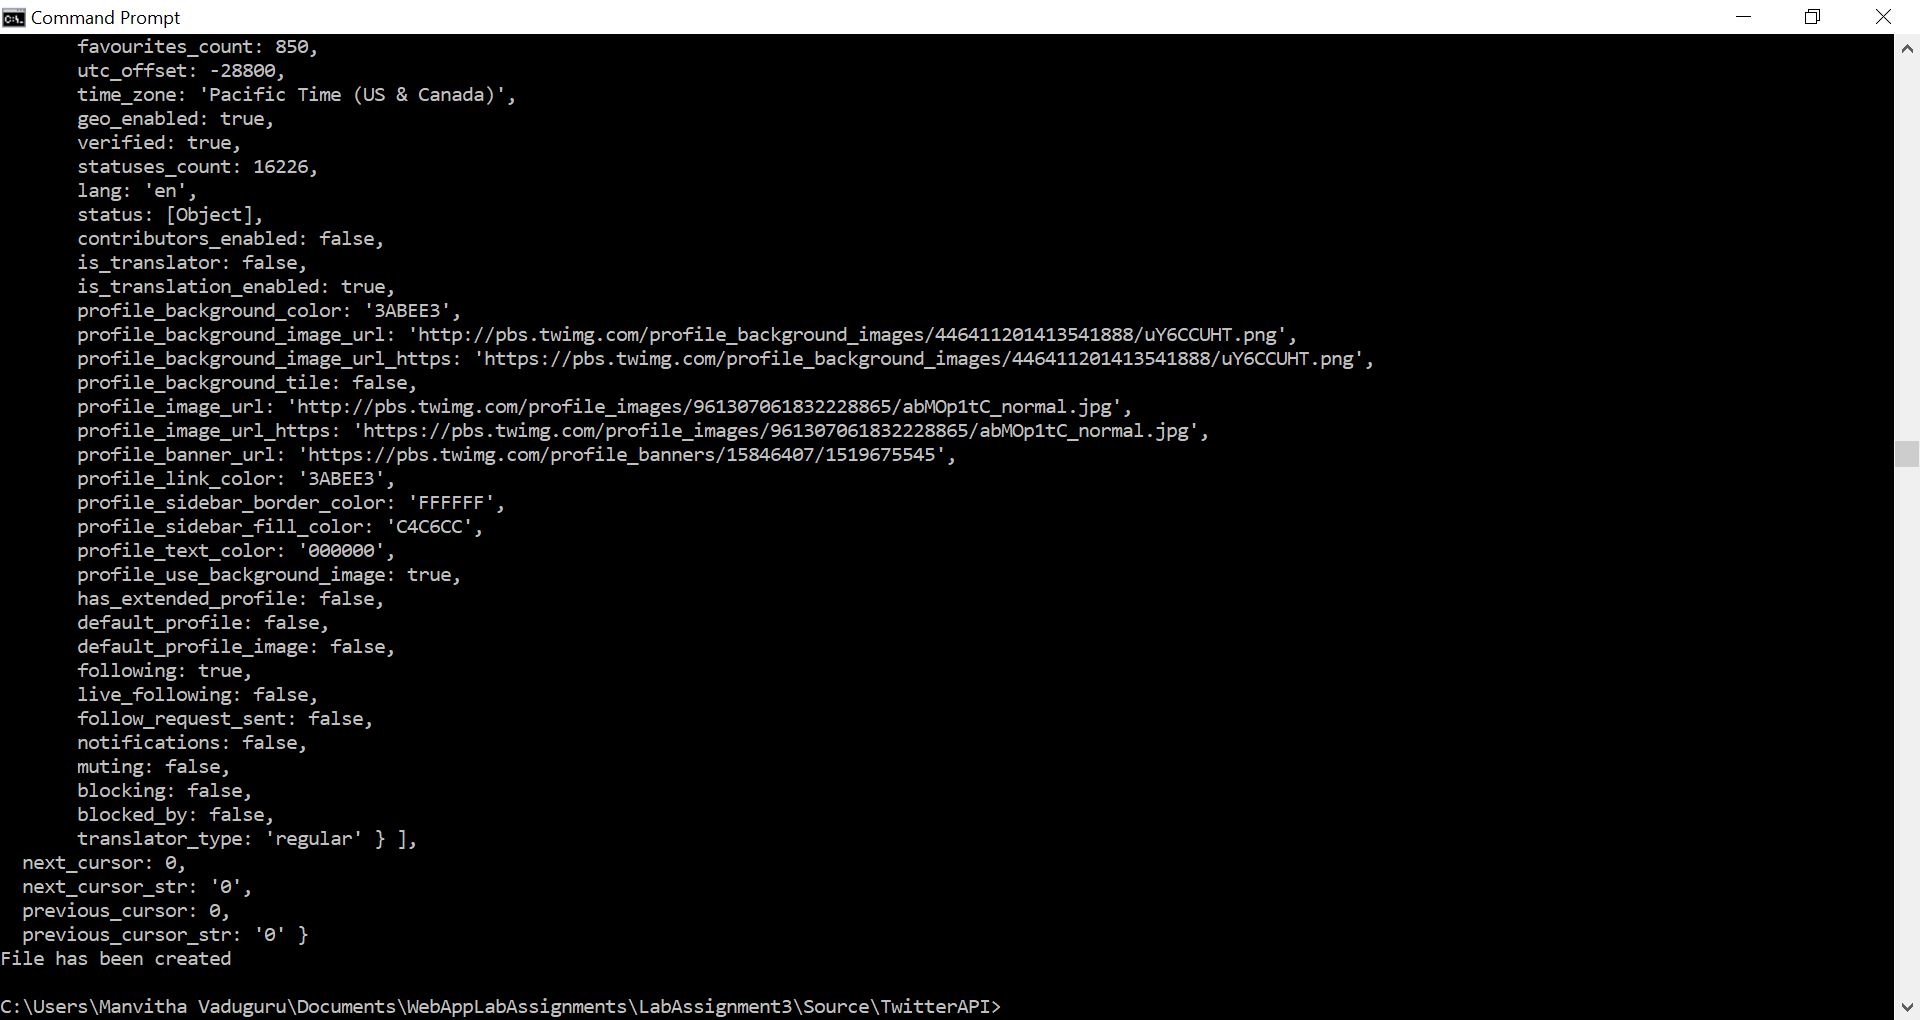 Command Prompt
favourites_count: 850,
utc_offset: -28800,
time_zone: 'Pacific Time (US & Canada)',
geo_enabled: true,
verified: true,
statuses_count: 16226,
lang: 'en',
status: [Object],
contributors_enabled: false,
is_translator: false,
is_translation_enabled: true,
profile_background_color: '3ABEE3',
profile_background_image_url: 'http://pbs.twimg.com/profile_background_images/446411201413541888/uY6CCUHT.png',
profile_background_image_url_https: 'https://pbs.twimg.com/profile_background_images/446411201413541888/uY6CCUHT.png',
profile_background_tile: false,
profile_image_url: 'http://pbs.twimg.com/profile_images/961307061832228865/abMOp1tC_normal.jpg',
profile_image_url_https: 'https://pbs.twimg.com/profile_images/961307061832228865/abMOp1tC_normal.jpg',
profile_banner_url: 'https://pbs.twimg.com/profile_banners/15846407/1519675545',
profile_link_color: '3ABEE3',
profile_sidebar_border_color: 'FFFFFF',
profile_sidebar_fill_color: 'C4C6CC',
profile_text_color: '000000',
profile_use_background_image: true,
has_extended_profile: false,
default_profile: false,
default_profile_image: false,
following: true,
live_following: false,
follow_request_sent: false,
notifications: false,
muting: false,
blocking: false,
blocked_by: false,
translator_type: 'regular' } ],
next_cursor: 0,
next_cursor_str: '0',
previous_cursor: 0,
previous_cursor_str: '0' }
File has been created
C:\Users\Manvitha Vaduguru\Documents\WebAppLabAssignments\LabAssignment3\Source\TwitterAPI>